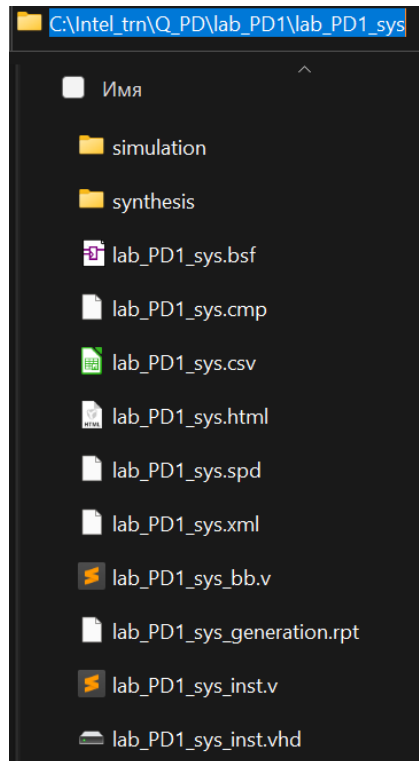 C:\Intel_trn\Q_PD\lab_PD1\lab_PD1_sys
Имя
simulation
synthesis
lab_PD1_sys.bsf
lab_PD1_sys.cmp
lab_PD1_sys.csv
lab_PD1_sys.html
lab_PD1_sys.spd
lab_PD1_sys.xml
lab_PD1_sys_bb.v
lab_PD1_sys_generation.rpt
lab_PD1_sys_inst.v
lab_PD1_sys_inst.vhd